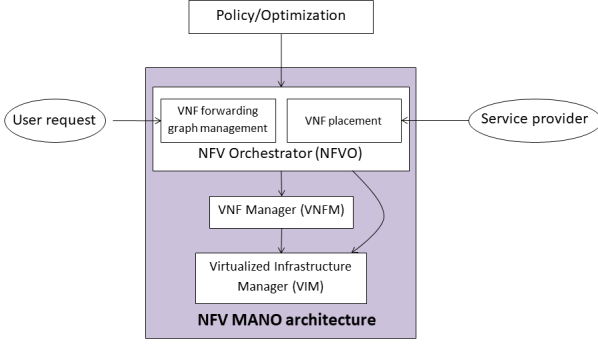 Policy/Optimization
User request
VNF forwarding
graph management
VNF placement
Service provider
NFV Orchestrator (NFVO)
VNF Manager (VNFM)
Virtualized Infrastructure
Manager (VIM)
NFV MANO architecture